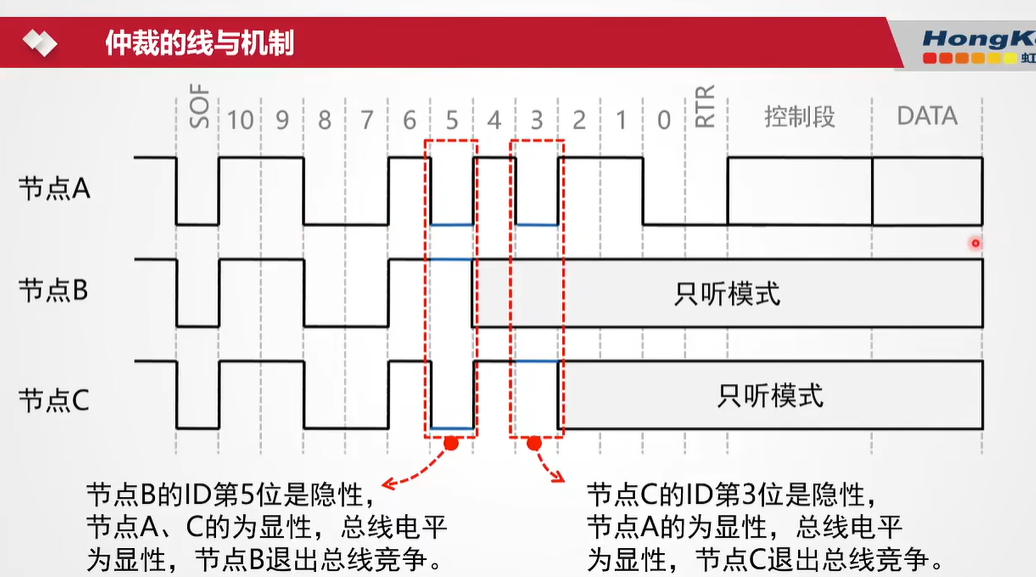 仲裁的线与机制
HongK
虹
SOF 10 9 8 7 6 5 4 3 2 1 0 RTR 控制段 DATA
节点A
节点B
只听模式
节点C
只听模式
节点B的ID第5位是隐性，
节点A、C的为显性，总线电平
为显性，节点B退出总线竞争。
节点C的ID第3位是隐性，
节点A的为显性，总线电平
为显性，节点C退出总线竞争。